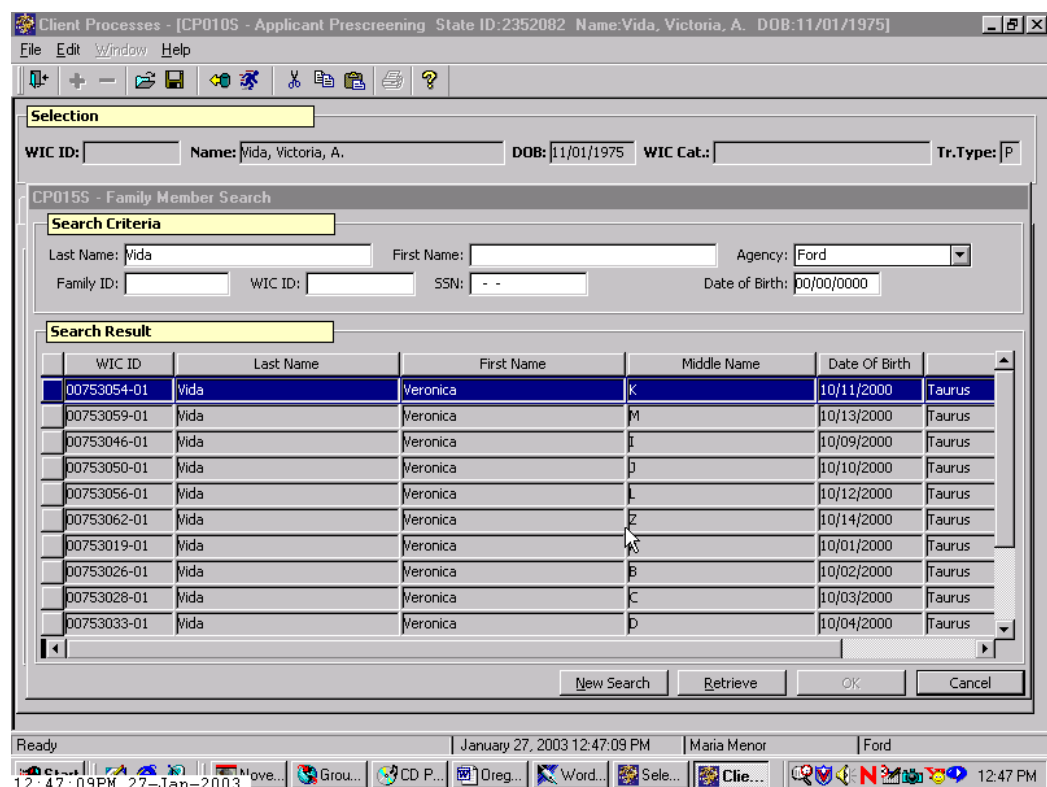 Client Processes - [CP010S - Applicant Prescreening State ID:2352082 Name:Vida, Victoria, A. DOB:11/01/1975]
File Edit Window Help
Selection
WIC ID: Name: Vida, Victoria, A. DOB: 11/01/1975 WIC Cat.: Tr.Type: P
CP015S - Family Member Search
Search Criteria
Last Name: Vida First Name: Agency: Ford
Family ID: WIC ID: SSN: - - Date of Birth: 00/00/0000
Search Result
WIC ID Last Name First Name Middle Name Date Of Birth
00753054-01 Vida Veronica K 10/11/2000 Taurus
00753059-01 Vida Veronica M 10/13/2000 Taurus
00753046-01 Vida Veronica I 10/09/2000 Taurus
00753050-01 Vida Veronica J 10/10/2000 Taurus
00753056-01 Vida Veronica L 10/12/2000 Taurus
00753062-01 Vida Veronica Z 10/14/2000 Taurus
00753019-01 Vida Veronica 10/01/2000 Taurus
00753026-01 Vida Veronica B 10/02/2000 Taurus
00753028-01 Vida Veronica C 10/03/2000 Taurus
00753033-01 Vida Veronica D 10/04/2000 Taurus
New Search Retrieve OK Cancel
Ready January 27, 2003 12:47:09 PM Maria Menor Ford
Start Nove... Grou... CD P... Oreg... Word... Sele... Clie... N 12:47 PM
12:47:09PM 27-Jan-2003